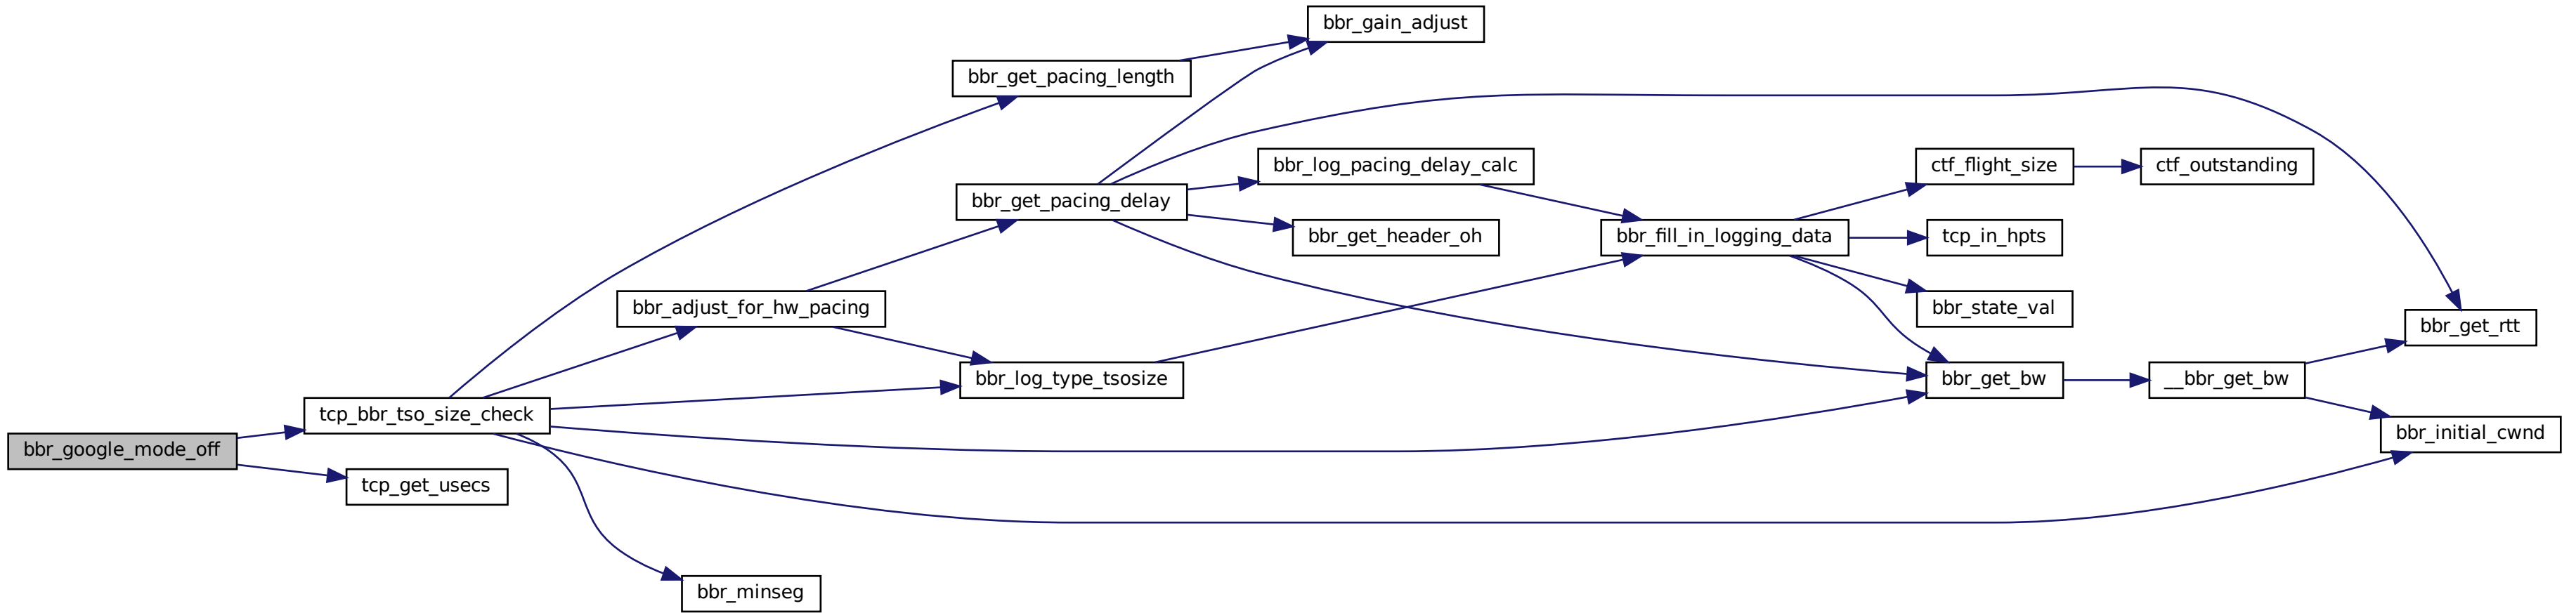 bbr_google_mode_off
tcp_bbr_tso_size_check
tcp_get_usecs
bbr_get_pacing_length
bbr_adjust_for_hw_pacing
bbr_get_pacing_delay
bbr_log_type_tsosize
bbr_minseg
bbr_gain_adjust
bbr_log_pacing_delay_calc
bbr_get_header_oh
bbr_fill_in_logging_data
ctf_flight_size
ctf_outstanding
tcp_in_hpts
bbr_state_val
bbr_get_bw
__bbr_get_bw
bbr_get_rtt
bbr_initial_cwnd